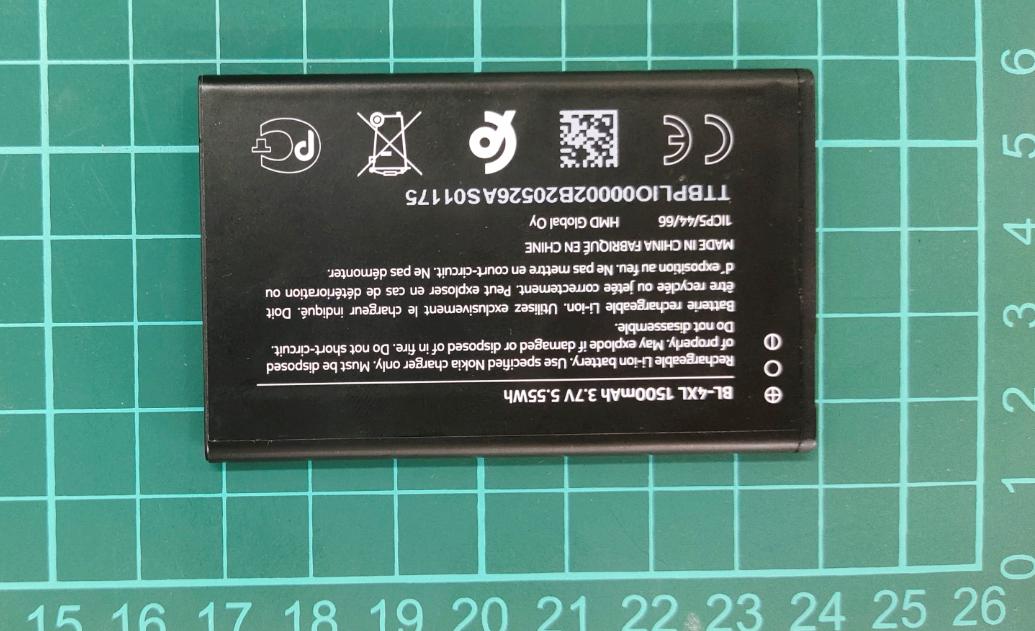 BL-4XL 1500mAh 3.7V 5.55Wh
Rechargeable Li-ion battery. Use specified Nokia charger only. Must be disposed
of properly. May explode if damaged or disposed of in fire. Do not short-circuit.
Do not disassemble.
Batterie rechargeable Li-ion. Utilisez exclusivement le chargeur indiqué. Doit
être recyclée ou jetée correctement. Peut exploser en cas de détérioration ou
d'exposition au feu. Ne pas mettre en court-circuit. Ne pas démonter.
MADE IN CHINA FABRIQUÉ EN CHINE
1ICP5/44/66 HMD Global Oy
TTBPLIO000002B20526AS01175
CE
PCT
6
5
4
3
2
1
0
15 16 17 18 19 20 21 22 23 24 25 26